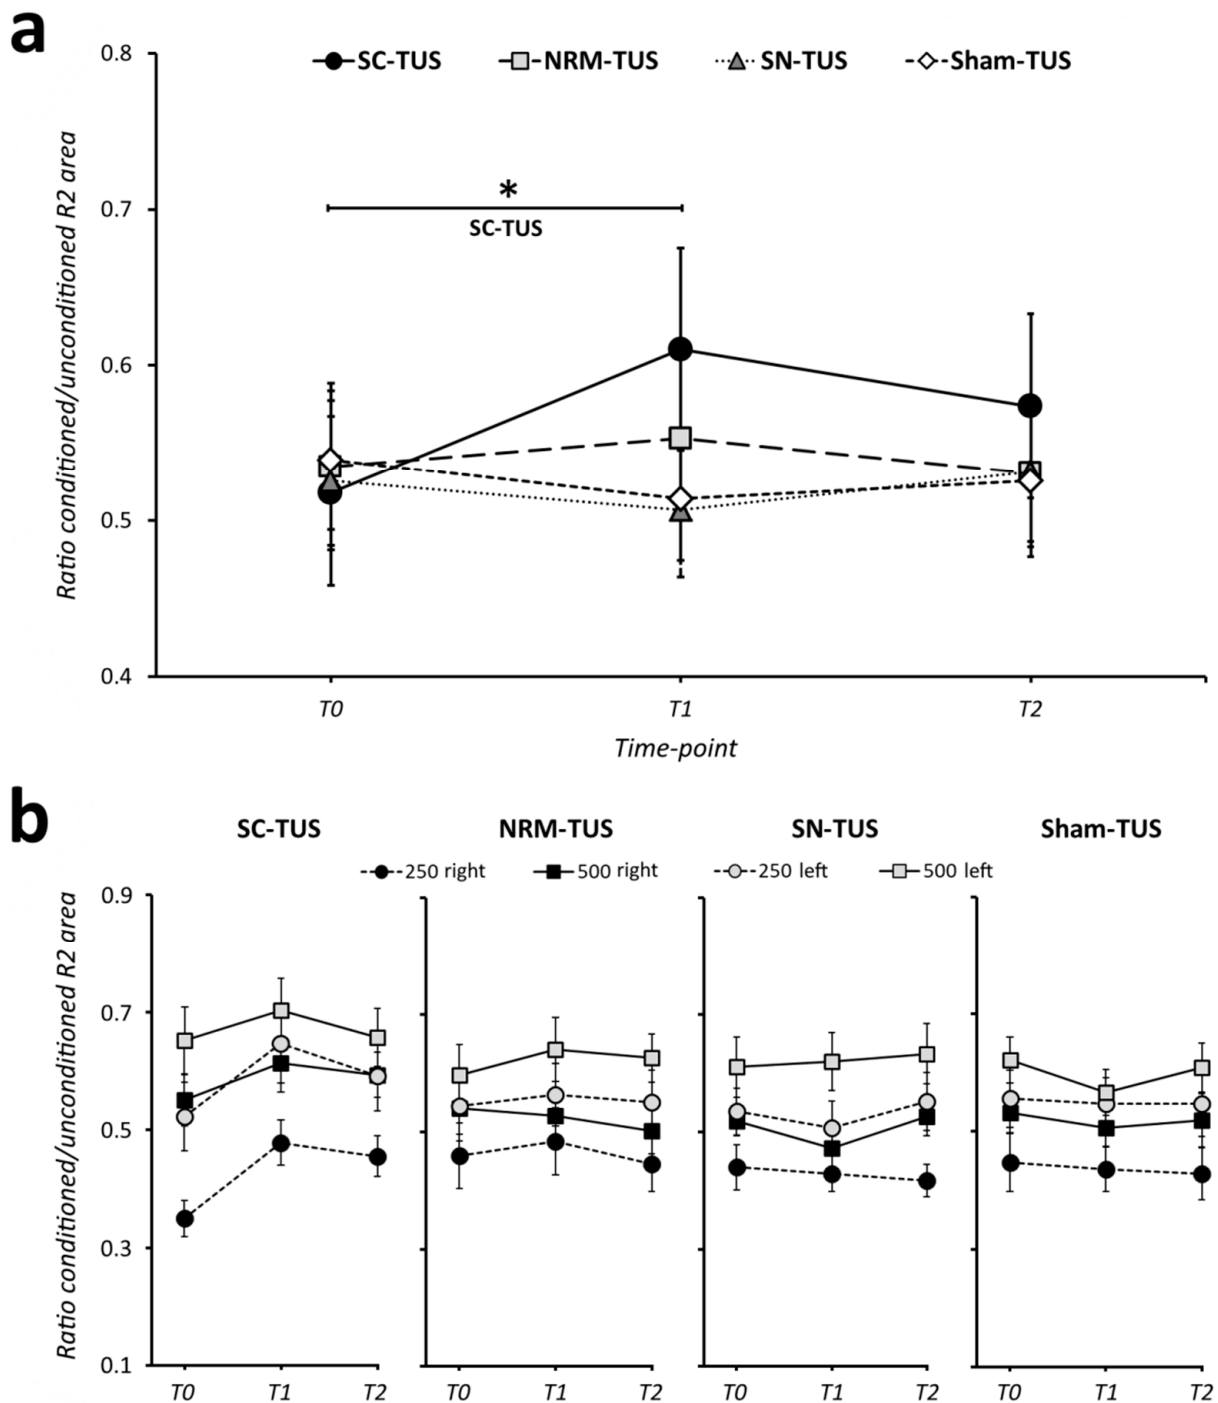 a
SC-TUS NRM-TUS SN-TUS Sham-TUS
0.8
0.7
0.6
0.5
0.4
Ratio conditioned/unconditioned R2 area
*
SC-TUS
T0 T1 T2
Time-point
b
SC-TUS NRM-TUS SN-TUS Sham-TUS
250 right 500 right 250 left 500 left
0.9
0.7
0.5
0.3
0.1
Ratio conditioned/unconditioned R2 area
T0 T1 T2 T0 T1 T2 T0 T1 T2 T0 T1 T2